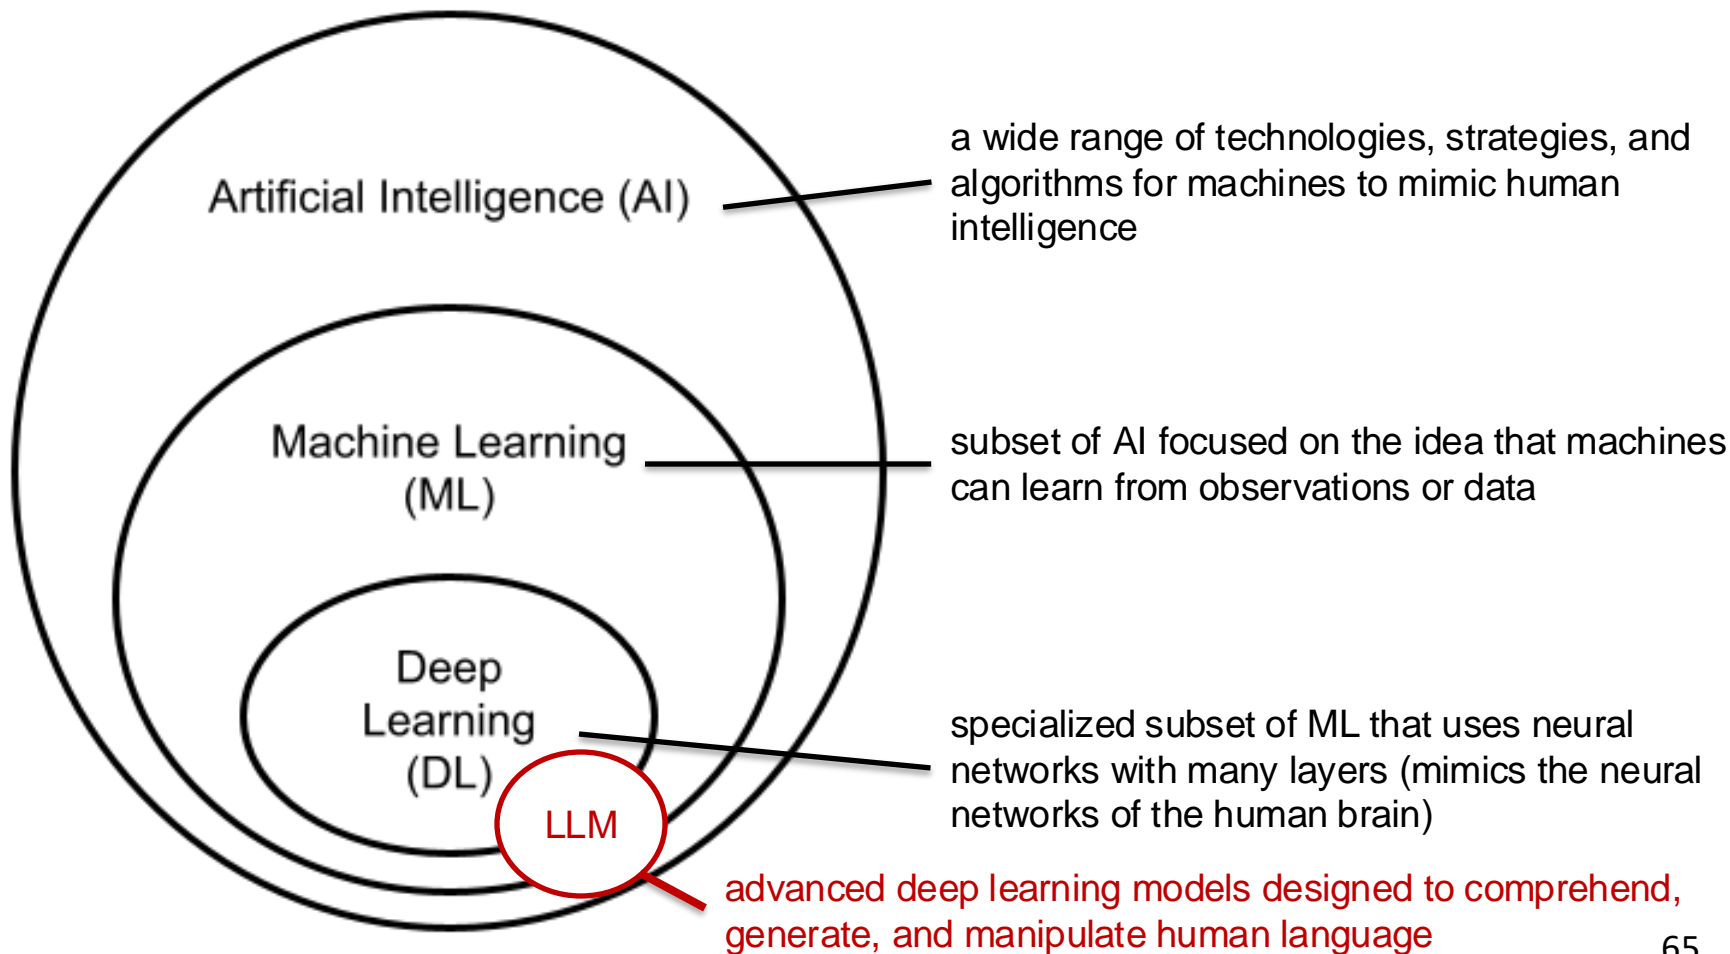 Artificial Intelligence (AI)
a wide range of technologies, strategies, and
algorithms for machines to mimic human
intelligence
Machine Learning
(ML)
subset of AI focused on the idea that machines
can learn from observations or data
Deep
Learning
(DL)
specialized subset of ML that uses neural
networks with many layers (mimics the neural
networks of the human brain)
LLM
advanced deep learning models designed to comprehend,
generate, and manipulate human language
65